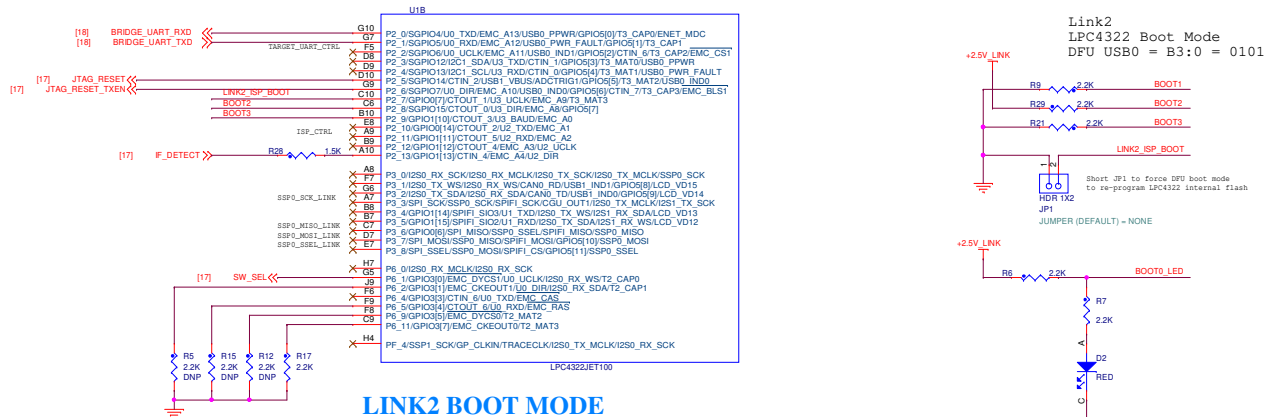 U1B
[18] BRIDGE_UART_RXD G10 P2_0/SGPIO4/U0_TXD/EMC_A13/USB0_PPWR/GPIO5[0]/T3_CAP0/ENET_MDC
[18] BRIDGE_UART_TXD G7 P2_1/SGPIO5/U0_RXD/EMC_A12/USB0_PWR_FAULT/GPIO5[1]/T3_CAP1
TARGET_UART_CTRL F5 P2_2/SGPIO6/U0_UCLK/EMC_A11/USB0_IND1/GPIO5[2]/CTIN_6/T3_CAP2/EMC_CS1
D8 P2_3/SGPIO12/I2C1_SDA/U3_TXD/CTIN_1/GPIO5[3]/T3_MAT0/USB0_PPWR
D9 P2_4/SGPIO13/I2C1_SCL/U3_RXD/CTIN_0/GPIO5[4]/T3_MAT1/USB0_PWR_FAULT
[17] JTAG_RESET D10 P2_5/SGPIO14/CTIN_2/USB1_VBUS/ADCTRIG1/GPIO5[5]/T3_MAT2/USB0_IND0
[17] JTAG_RESET_TXEN G9 P2_6/SGPIO7/U0_DIR/EMC_A10/USB0_IND0/GPIO5[6]/CTIN_7/T3_CAP3/EMC_BLS1
LINK2_ISP_BOOT C10 P2_7/GPIO0[7]/CTOUT_1/U3_UCLK/EMC_A9/T3_MAT3
BOOT2 C6 P2_8/SGPIO15/CTOUT_0/U3_DIR/EMC_A8/GPIO5[7]
BOOT3 B10 P2_9/GPIO1[10]/CTOUT_3/U3_BAUD/EMC_A0
E8 P2_10/GPIO0[14]/CTOUT_2/U2_TXD/EMC_A1
ISP_CTRL A9 P2_11/GPIO1[11]/CTOUT_5/U2_RXD/EMC_A2
B9 P2_12/GPIO1[12]/CTOUT_4/EMC_A3/U2_UCLK
[17] IF_DETECT R28 1.5K A10 P2_13/GPIO1[13]/CTIN_4/EMC_A4/U2_DIR
A8 P3_0/I2S0_RX_SCK/I2S0_RX_MCLK/I2S0_TX_SCK/I2S0_TX_MCLK/SSP0_SCK
F7 P3_1/I2S0_TX_WS/I2S0_RX_WS/CAN0_RD/USB1_IND1/GPIO5[8]/LCD_VD15
G6 P3_2/I2S0_TX_SDA/I2S0_RX_SDA/CAN0_TD/USB1_IND0/GPIO5[9]/LCD_VD14
SSP0_SCK_LINK A7 P3_3/SPI_SCK/SSP0_SCK/SPIFI_SCK/CGU_OUT1/I2S0_TX_MCLK/I2S1_TX_SCK
B8 P3_4/GPIO1[14]/SPIFI_SIO3/U1_TXD/I2S0_TX_WS/I2S1_RX_SDA/LCD_VD13
B7 P3_5/GPIO1[15]/SPIFI_SIO2/U1_RXD/I2S0_TX_SDA/I2S1_RX_WS/LCD_VD12
SSP0_MISO_LINK C7 P3_6/GPIO0[6]/SPI_MISO/SSP0_SSEL/SPIFI_MISO/SSP0_MISO
SSP0_MOSI_LINK D7 P3_7/SPI_MOSI/SSP0_MISO/SPIFI_MOSI/GPIO5[10]/SSP0_MOSI
SSP0_SSEL_LINK E7 P3_8/SPI_SSEL/SSP0_MOSI/SPIFI_CS/GPIO5[11]/SSP0_SSEL
H7 P6_0/I2S0_RX_MCLK/I2S0_RX_SCK
[17] SW_SEL G5 P6_1/GPIO3[0]/EMC_DYCS1/U0_UCLK/I2S0_RX_WS/T2_CAP0
J9 P6_2/GPIO3[1]/EMC_CKEOUT1/U0_DIR/I2S0_RX_SDA/T2_CAP1
F6 P6_4/GPIO3[3]/CTIN_6/U0_TXD/EMC_CAS
F9 P6_5/GPIO3[4]/CTOUT_6/U0_RXD/EMC_RAS
F8 P6_9/GPIO3[5]/EMC_DYCS0/T2_MAT2
C9 P6_11/GPIO3[7]/EMC_CKEOUT0/T2_MAT3
H4 PF_4/SSP1_SCK/GP_CLKIN/TRACECLK/I2S0_TX_MCLK/I2S0_RX_SCK
R5 R15 R12 R17
2.2K 2.2K 2.2K 2.2K
DNP DNP DNP
LPC4322JET100
LINK2 BOOT MODE
Link2
LPC4322 Boot Mode
DFU USB0 = B3:0 = 0101
+2.5V_LINK
R9 2.2K BOOT1
R29 2.2K BOOT2
R21 2.2K BOOT3
LINK2_ISP_BOOT
1 2
Short JP1 to force DFU boot mode
to re-program LPC4322 internal flash
HDR 1X2
JP1
JUMPER (DEFAULT) = NONE
+2.5V_LINK
R6 2.2K BOOT0_LED
R7
2.2K
A
D2
RED
C